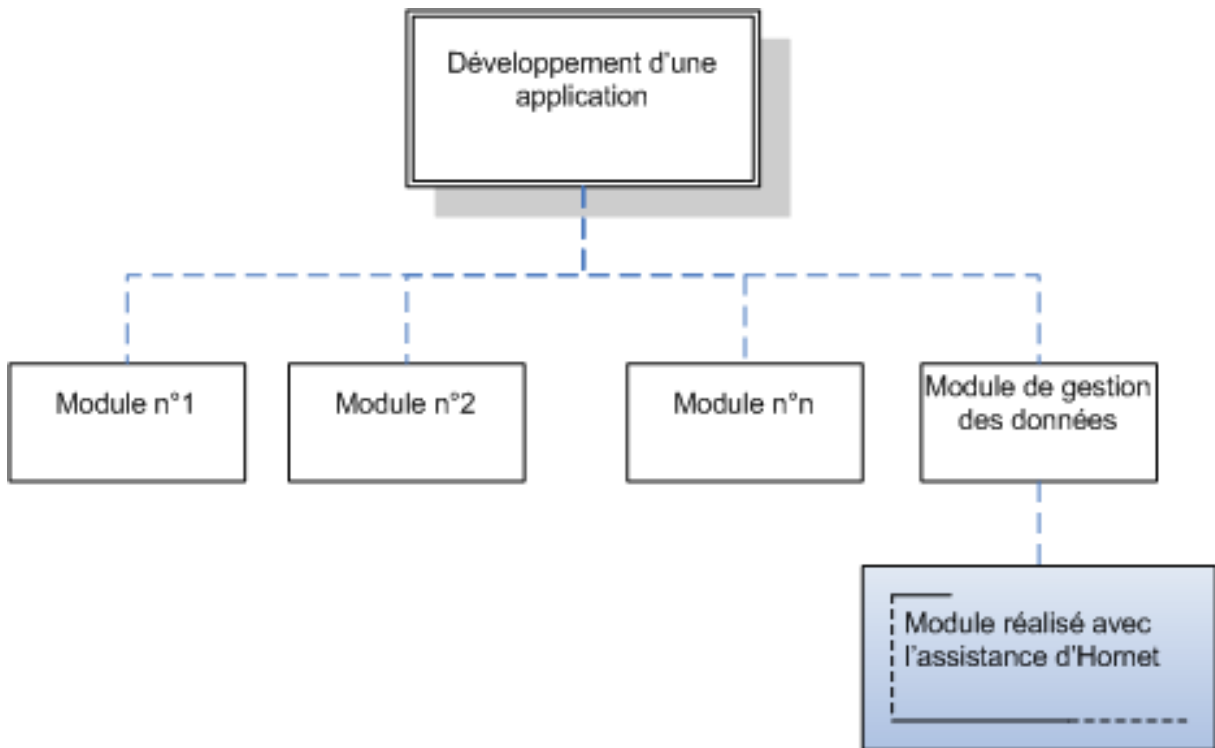 Développement d'une
application
Module n°1
Module n°2
Module n°n
Module de gestion
des données
Module réalisé avec
l'assistance d'Hornet